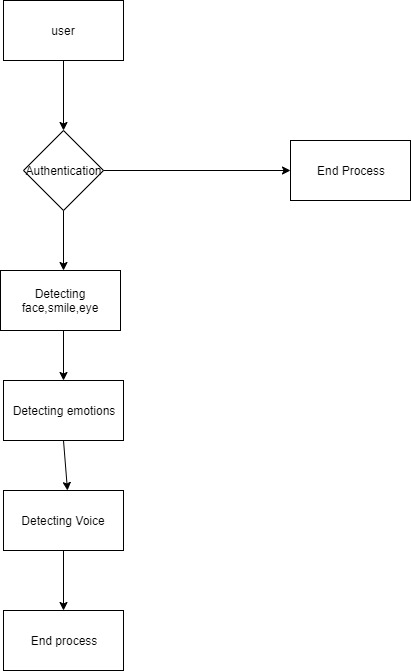 user
Authentication
End Process
Detecting
face,smile,eye
Detecting emotions
Detecting Voice
End process